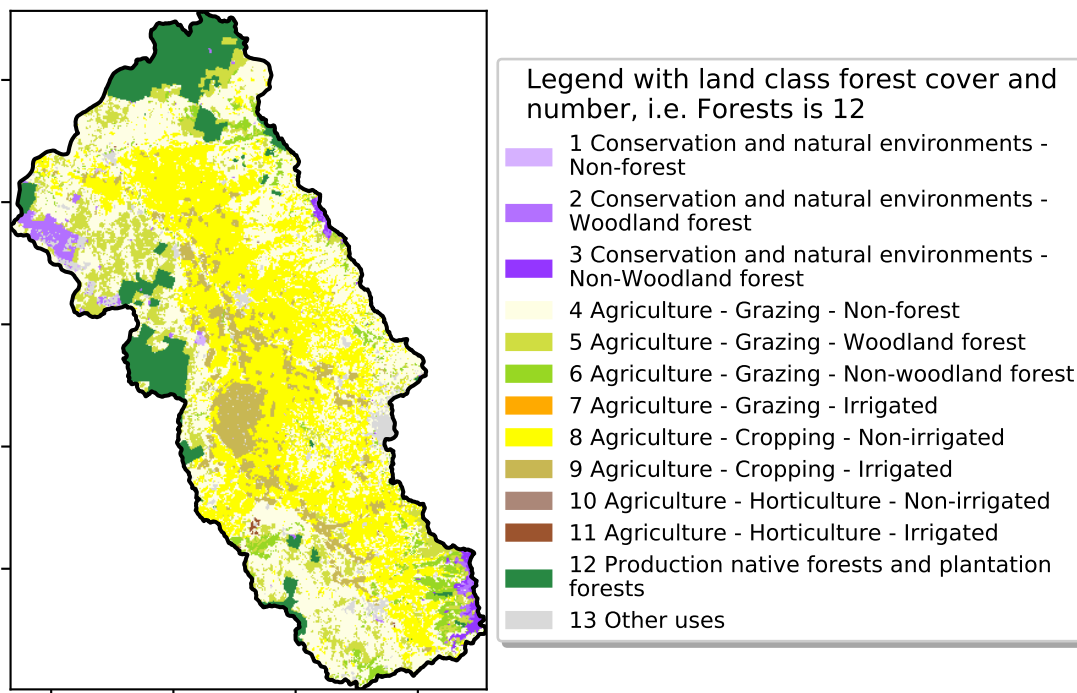 Legend with land class forest cover and
number, i.e. Forests is 12
1 Conservation and natural environments -
Non-forest
2 Conservation and natural environments -
Woodland forest
3 Conservation and natural environments -
Non-Woodland forest
4 Agriculture - Grazing - Non-forest
5 Agriculture - Grazing - Woodland forest
6 Agriculture - Grazing - Non-woodland forest
7 Agriculture - Grazing - Irrigated
8 Agriculture - Cropping - Non-irrigated
9 Agriculture - Cropping - Irrigated
10 Agriculture - Horticulture - Non-irrigated
11 Agriculture - Horticulture - Irrigated
12 Production native forests and plantation
forests
13 Other uses